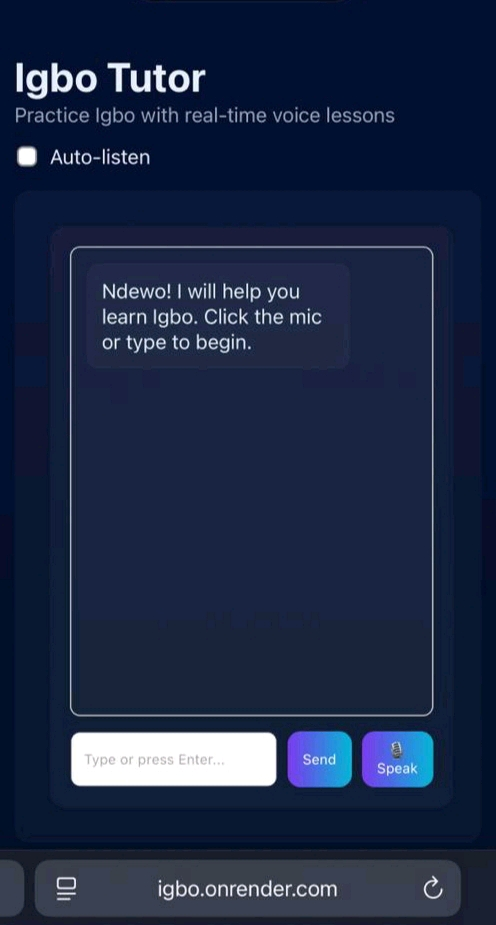 Igbo Tutor
Practice Igbo with real-time voice lessons
Auto-listen
Ndewo! I will help you
learn Igbo. Click the mic
or type to begin.
Type or press Enter...
Send
Speak
igbo.onrender.com